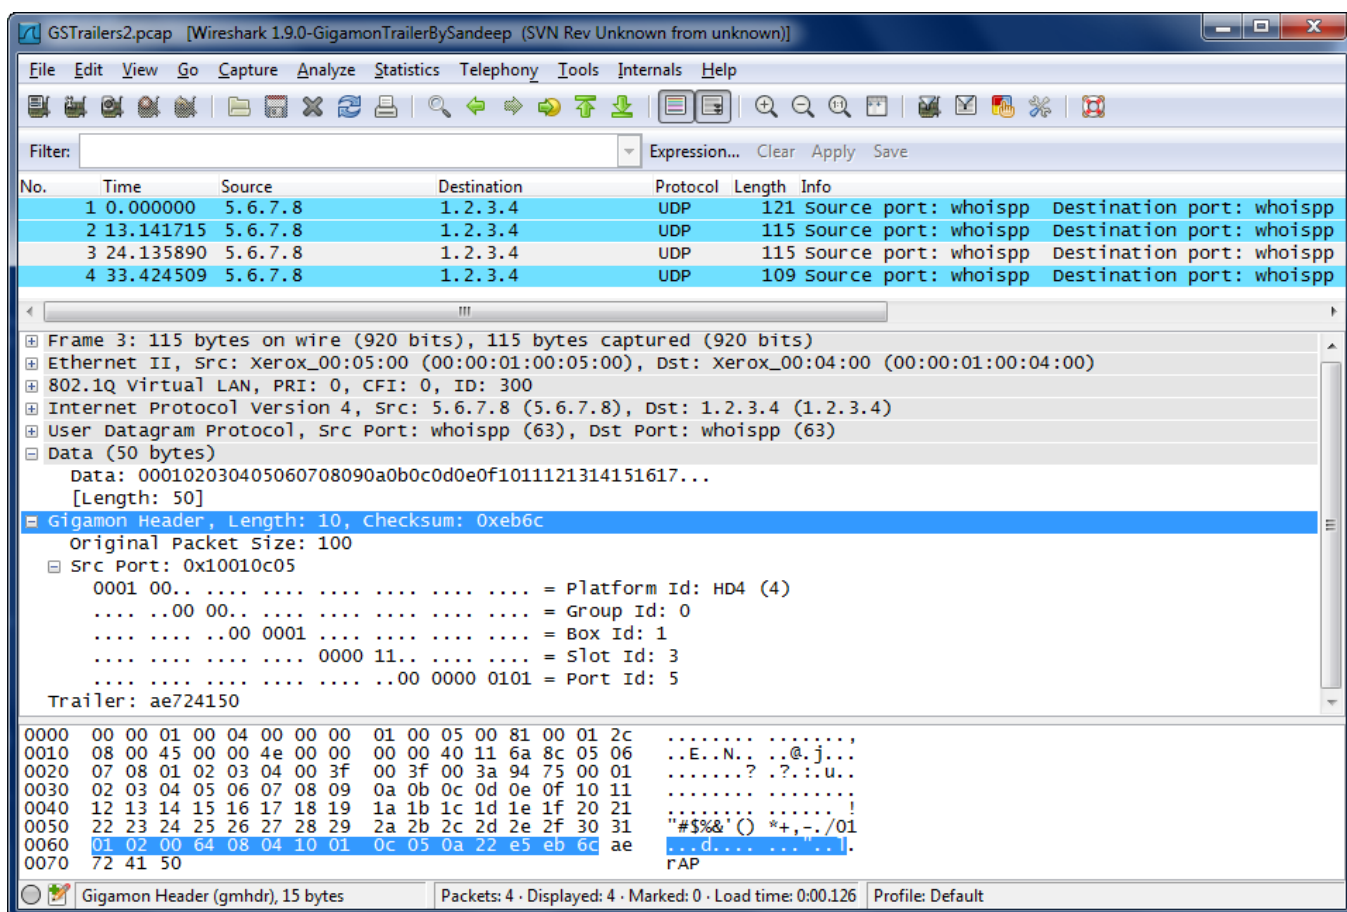 GSTrailers2.pcap [Wireshark 1.9.0-GigamonTrailerBySandeep (SVN Rev Unknown from unknown)]
File Edit View Go Capture Analyze Statistics Telephony Tools Internals Help
Filter: Expression... Clear Apply Save
No. Time Source Destination Protocol Length Info
1 0.000000 5.6.7.8 1.2.3.4 UDP 121 Source port: whoispp Destination port: whoispp
2 13.141715 5.6.7.8 1.2.3.4 UDP 115 Source port: whoispp Destination port: whoispp
3 24.135890 5.6.7.8 1.2.3.4 UDP 115 Source port: whoispp Destination port: whoispp
4 33.424509 5.6.7.8 1.2.3.4 UDP 109 Source port: whoispp Destination port: whoispp
Frame 3: 115 bytes on wire (920 bits), 115 bytes captured (920 bits)
Ethernet II, Src: Xerox_00:05:00 (00:00:01:00:05:00), Dst: Xerox_00:04:00 (00:00:01:00:04:00)
802.1Q Virtual LAN, PRI: 0, CFI: 0, ID: 300
Internet Protocol Version 4, Src: 5.6.7.8 (5.6.7.8), Dst: 1.2.3.4 (1.2.3.4)
User Datagram Protocol, Src Port: whoispp (63), Dst Port: whoispp (63)
Data (50 bytes)
Data: 000102030405060708090a0b0c0d0e0f1011121314151617...
[Length: 50]
Gigamon Header, Length: 10, Checksum: 0xeb6c
Original Packet Size: 100
Src Port: 0x10010c05
0001 00.. .... .... .... .... .... .... = Platform Id: HD4 (4)
.... ..00 00.. .... .... .... .... .... = Group Id: 0
.... .... ..00 0001 .... .... .... .... = Box Id: 1
.... .... .... .... 0000 11.. .... .... = Slot Id: 3
.... .... .... .... .... ..00 0000 0101 = Port Id: 5
Trailer: ae724150
0000 00 00 01 00 04 00 00 00 01 00 05 00 81 00 01 2c ........ .......,
0010 08 00 45 00 00 4e 00 00 00 00 40 11 6a 8c 05 06 ..E..N.. ..@.j...
0020 07 08 01 02 03 04 00 3f 00 3f 00 3a 94 75 00 01 .......? .?.:.u..
0030 02 03 04 05 06 07 08 09 0a 0b 0c 0d 0e 0f 10 11 ........ ........
0040 12 13 14 15 16 17 18 19 1a 1b 1c 1d 1e 1f 20 21 ........ ...... !
0050 22 23 24 25 26 27 28 29 2a 2b 2c 2d 2e 2f 30 31 "#$%&'() *+,-./01
0060 01 02 00 64 08 04 10 01 0c 05 0a 22 e5 eb 6c ae ...d.... ..."..l.
0070 72 41 50 rAP
Gigamon Header (gmhdr), 15 bytes Packets: 4 · Displayed: 4 · Marked: 0 · Load time: 0:00.126 Profile: Default